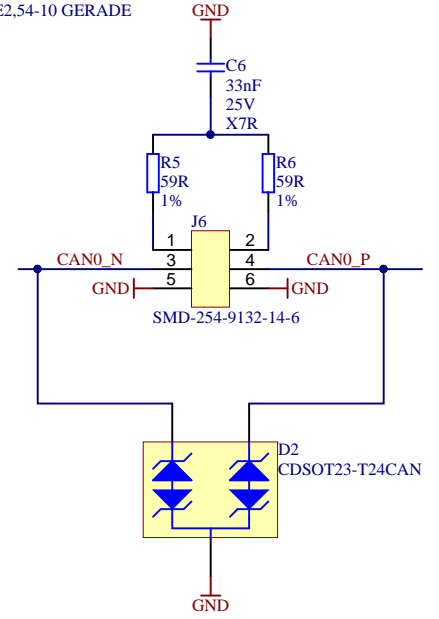 E2,54-10 GERADE
GND
C6
33nF
25V
X7R
R5
59R
1%
R6
59R
1%
J6
1 2
CAN0_N 3 4 CAN0_P
GND 5 6 GND
SMD-254-9132-14-6
D2
CDSOT23-T24CAN
GND